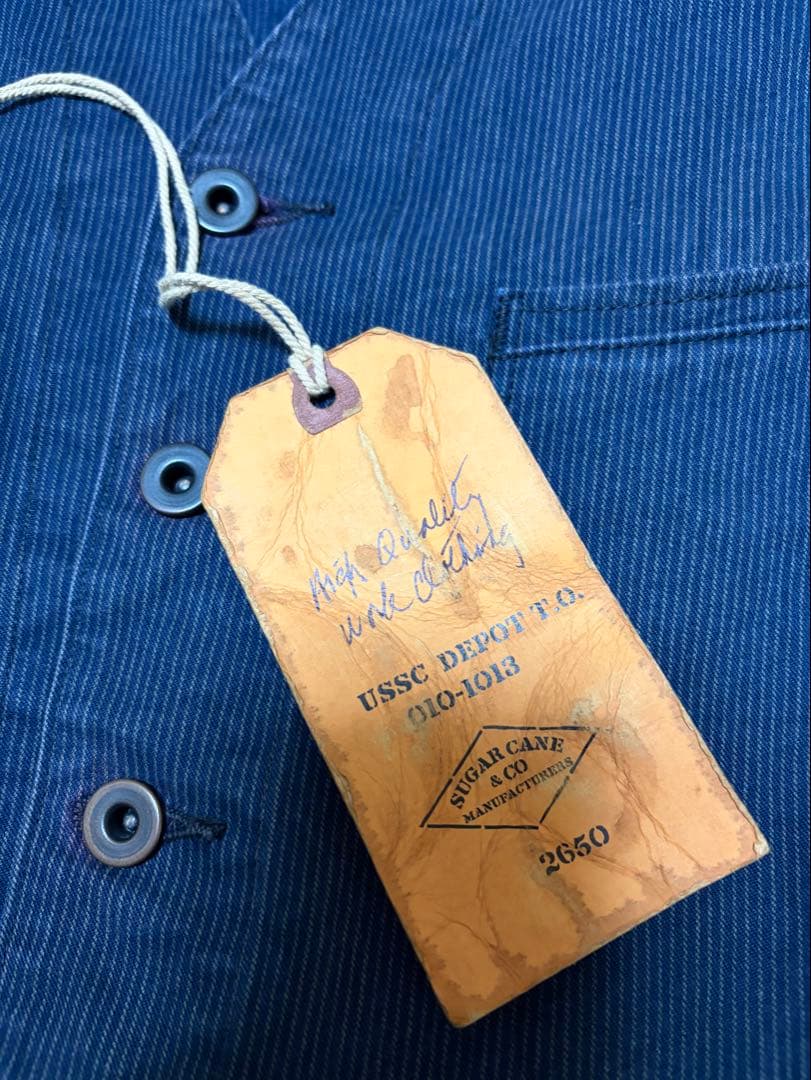 High Quality
work clothing
USSC DEPOT T.O.
010-1013
SUGAR CANE
& CO
MANUFACTURERS
2650